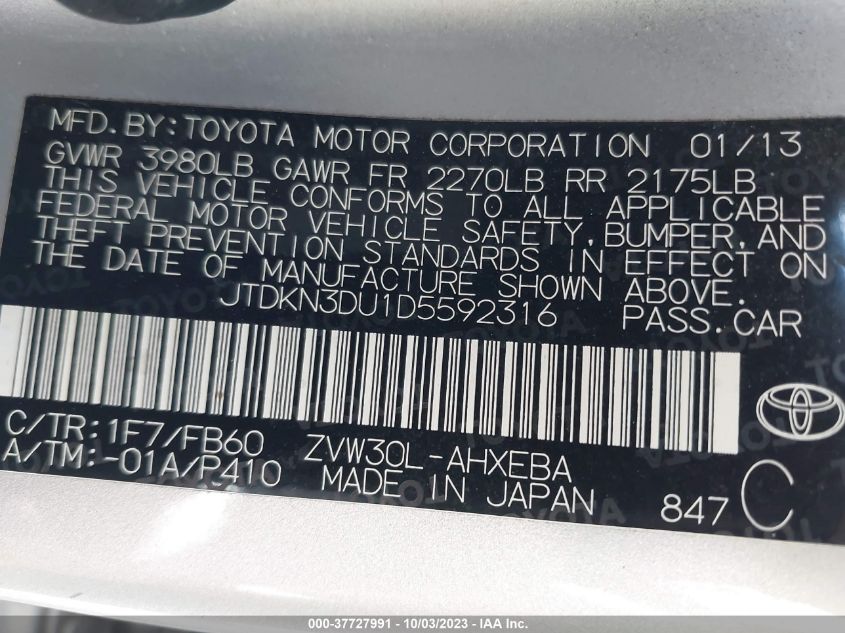 MFD.BY:TOYOTA MOTOR CORPORATION 01/13
GVWR 3980LB GAWR FR 2270LB RR 2175LB
THIS VEHICLE CONFORMS TO ALL APPLICABLE
FEDERAL MOTOR VEHICLE SAFETY,BUMPER,AND
THEFT PREVENTION STANDARDS IN EFFECT ON
THE DATE OF MANUFACTURE SHOWN ABOVE.
JTDKN3DU1D5592316 PASS.CAR
C/TR:1F7/FB60 ZVW30L-AHXEBA
A/TM:-01A/P410 MADE IN JAPAN 847 C
000-37727991 - 10/03/2023 - IAA Inc.